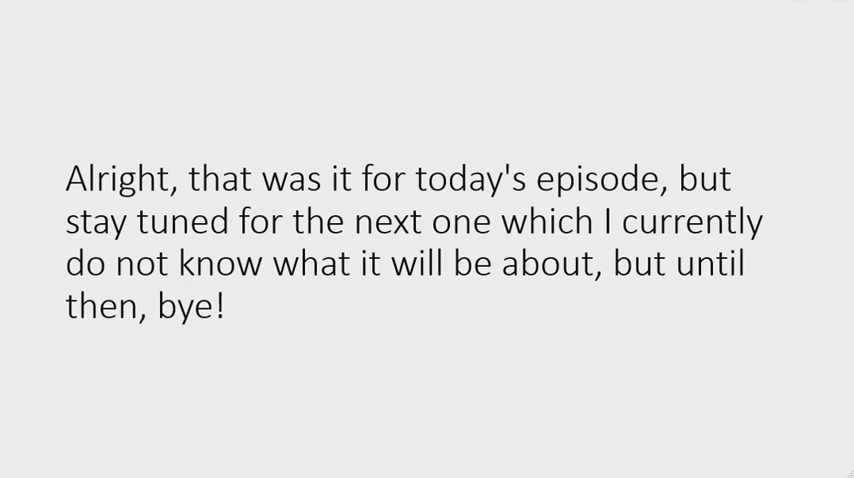 Alright, that was it for today's episode, but
stay tuned for the next one which I currently
do not know what it will be about, but until
then, bye!